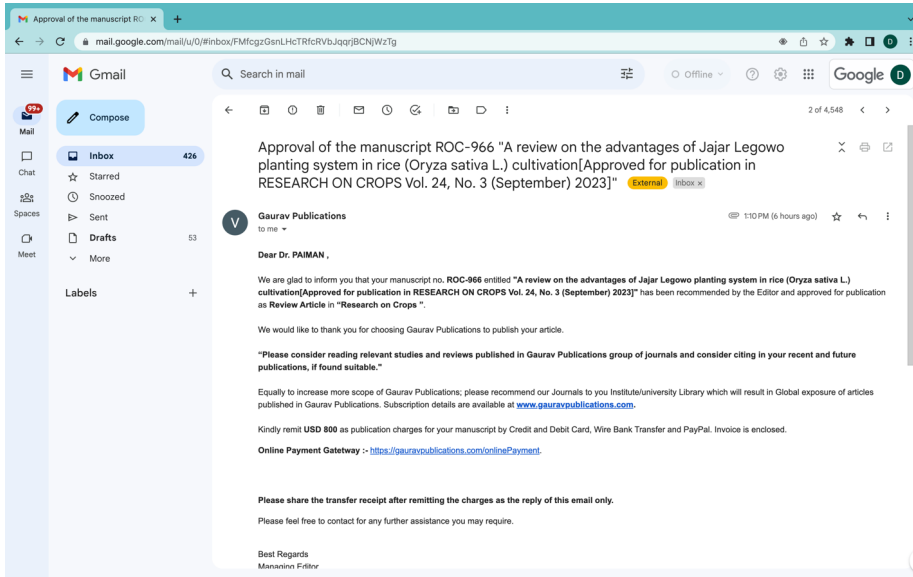 Approval of the manuscript RO
mail.google.com/mail/u/0/#inbox/FMfcgzGsnLHcTRfcRVbJqqrjBCNjWzTg
Gmail
Search in mail
Offline
Google
D
99+
Mail
Chat
Spaces
Meet
Compose
Inbox 426
Starred
Snoozed
Sent
Drafts 53
More
Labels
2 of 4,548
Approval of the manuscript ROC-966 "A review on the advantages of Jajar Legowo
planting system in rice (Oryza sativa L.) cultivation[Approved for publication in
RESEARCH ON CROPS Vol. 24, No. 3 (September) 2023]" External Inbox x
V
Gaurav Publications
to me
1:10 PM (6 hours ago)
Dear Dr. PAIMAN ,
We are glad to inform you that your manuscript no. ROC-966 entitled "A review on the advantages of Jajar Legowo planting system in rice (Oryza sativa L.)
cultivation[Approved for publication in RESEARCH ON CROPS Vol. 24, No. 3 (September) 2023]" has been recommended by the Editor and approved for publication
as Review Article in “Research on Crops ”.
We would like to thank you for choosing Gaurav Publications to publish your article.
“Please consider reading relevant studies and reviews published in Gaurav Publications group of journals and consider citing in your recent and future
publications, if found suitable."
Equally to increase more scope of Gaurav Publications; please recommend our Journals to you Institute/university Library which will result in Global exposure of articles
published in Gaurav Publications. Subscription details are available at www.gauravpublications.com.
Kindly remit USD 800 as publication charges for your manuscript by Credit and Debit Card, Wire Bank Transfer and PayPal. Invoice is enclosed.
Online Payment Gatetway :- https://gauravpublications.com/onlinePayment.
Please share the transfer receipt after remitting the charges as the reply of this email only.
Please feel free to contact for any further assistance you may require.
Best Regards
Managing Editor